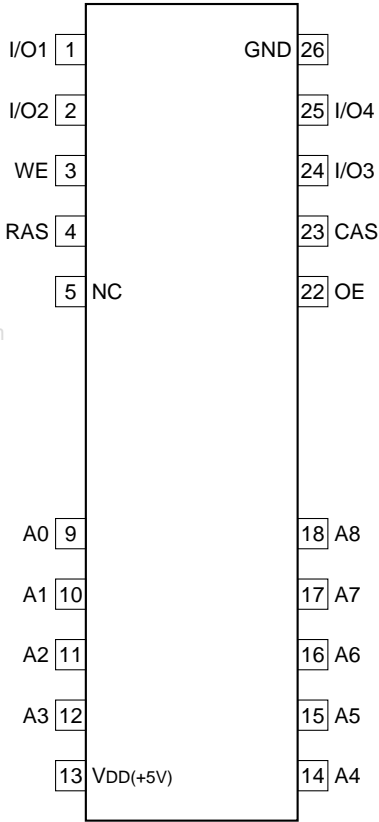 I/O1 1 GND 26
I/O2 2 25 I/O4
WE 3 24 I/O3
RAS 4 23 CAS
5 NC 22 OE
A0 9 18 A8
A1 10 17 A7
A2 11 16 A6
A3 12 15 A5
13 VDD(+5V) 14 A4